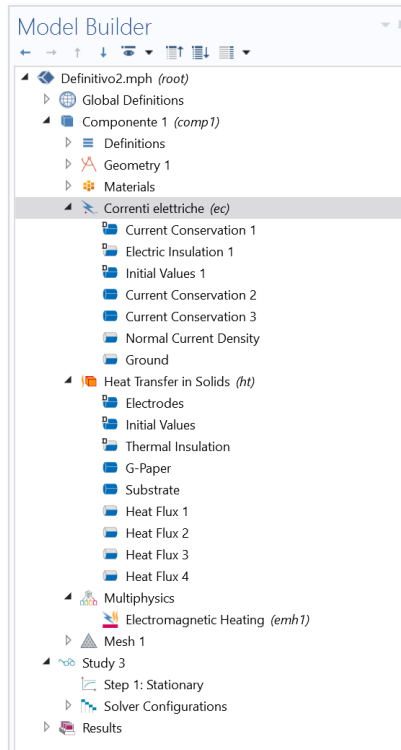 Model Builder
Definitivo2.mph (root)
Global Definitions
Componente 1 (comp1)
Definitions
Geometry 1
Materials
Correnti elettriche (ec)
Current Conservation 1
Electric Insulation 1
Initial Values 1
Current Conservation 2
Current Conservation 3
Normal Current Density
Ground
Heat Transfer in Solids (ht)
Electrodes
Initial Values
Thermal Insulation
G-Paper
Substrate
Heat Flux 1
Heat Flux 2
Heat Flux 3
Heat Flux 4
Multiphysics
Electromagnetic Heating (emh1)
Mesh 1
Study 3
Step 1: Stationary
Solver Configurations
Results